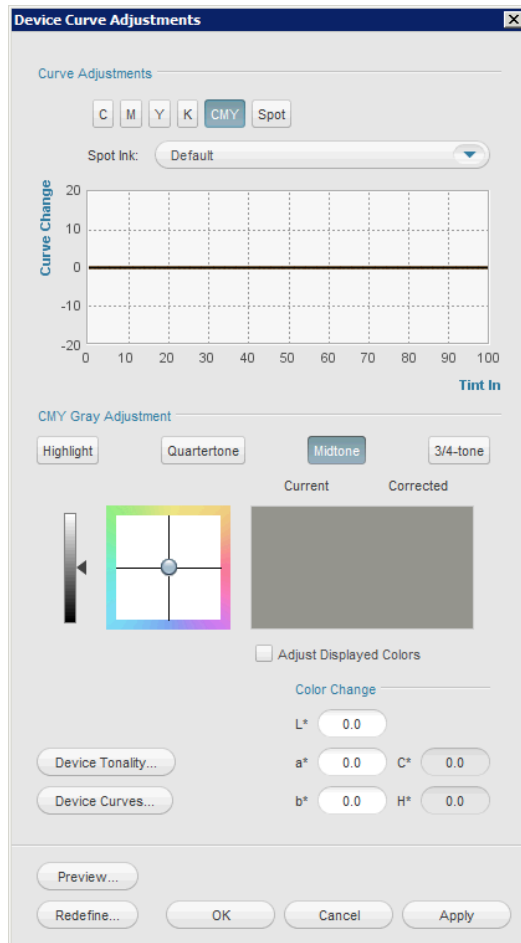 Device Curve Adjustments
Curve Adjustments
C M Y K CMY Spot
Spot Ink: Default
Curve Change
20
10
0
-10
-20
0 10 20 30 40 50 60 70 80 90 100
Tint In
CMY Gray Adjustment
Highlight Quartertone Midtone 3/4-tone
Current Corrected
Adjust Displayed Colors
Color Change
L* 0.0
Device Tonality... a* 0.0 C* 0.0
Device Curves... b* 0.0 H* 0.0
Preview...
Redefine... OK Cancel Apply